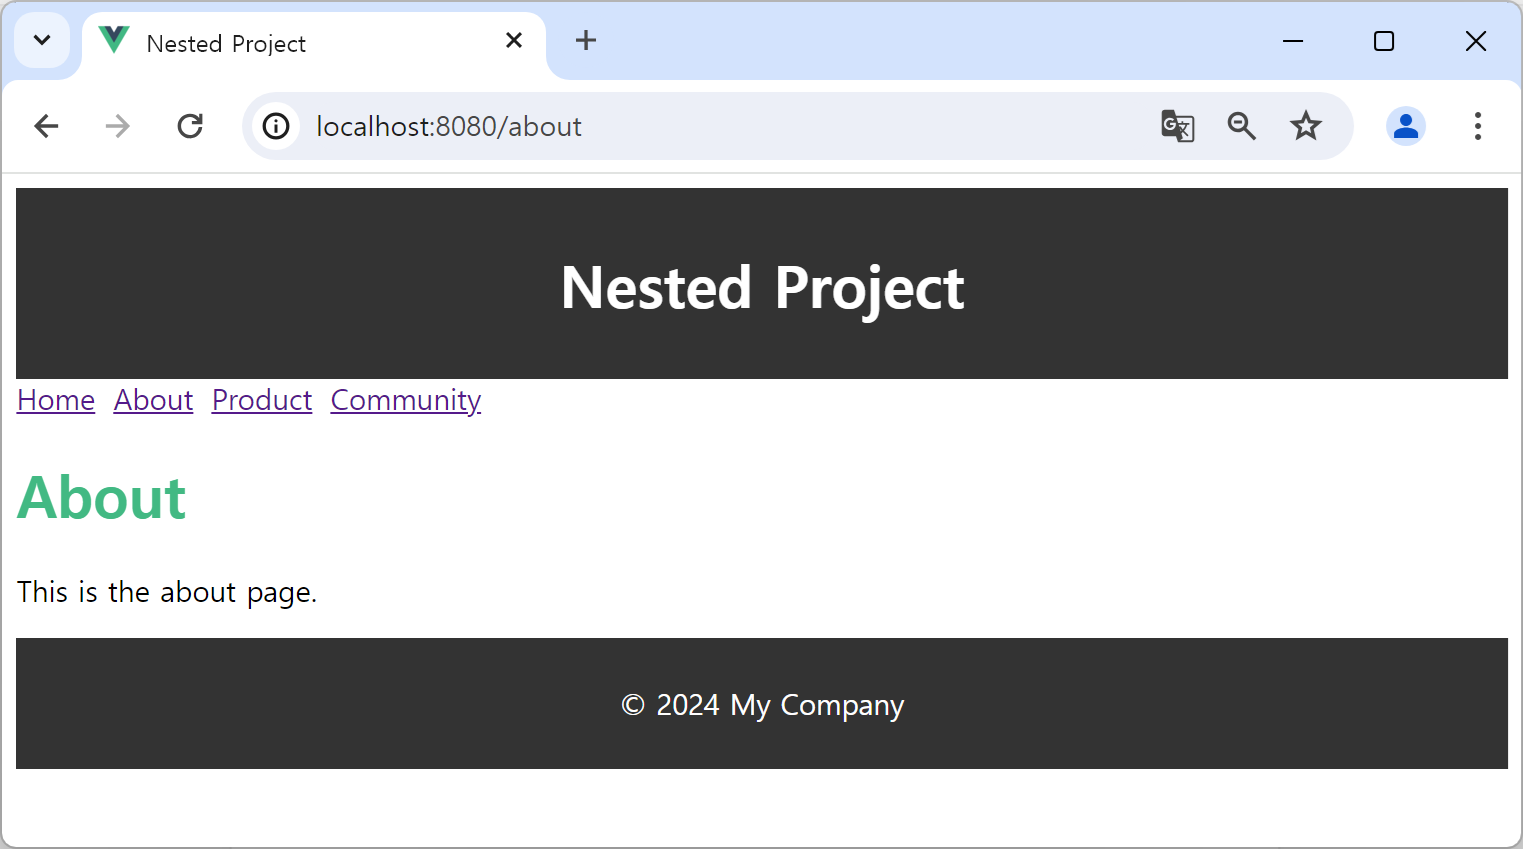 Nested Project
localhost:8080/about
Nested Project
Home About Product Community
About
This is the about page.
© 2024 My Company